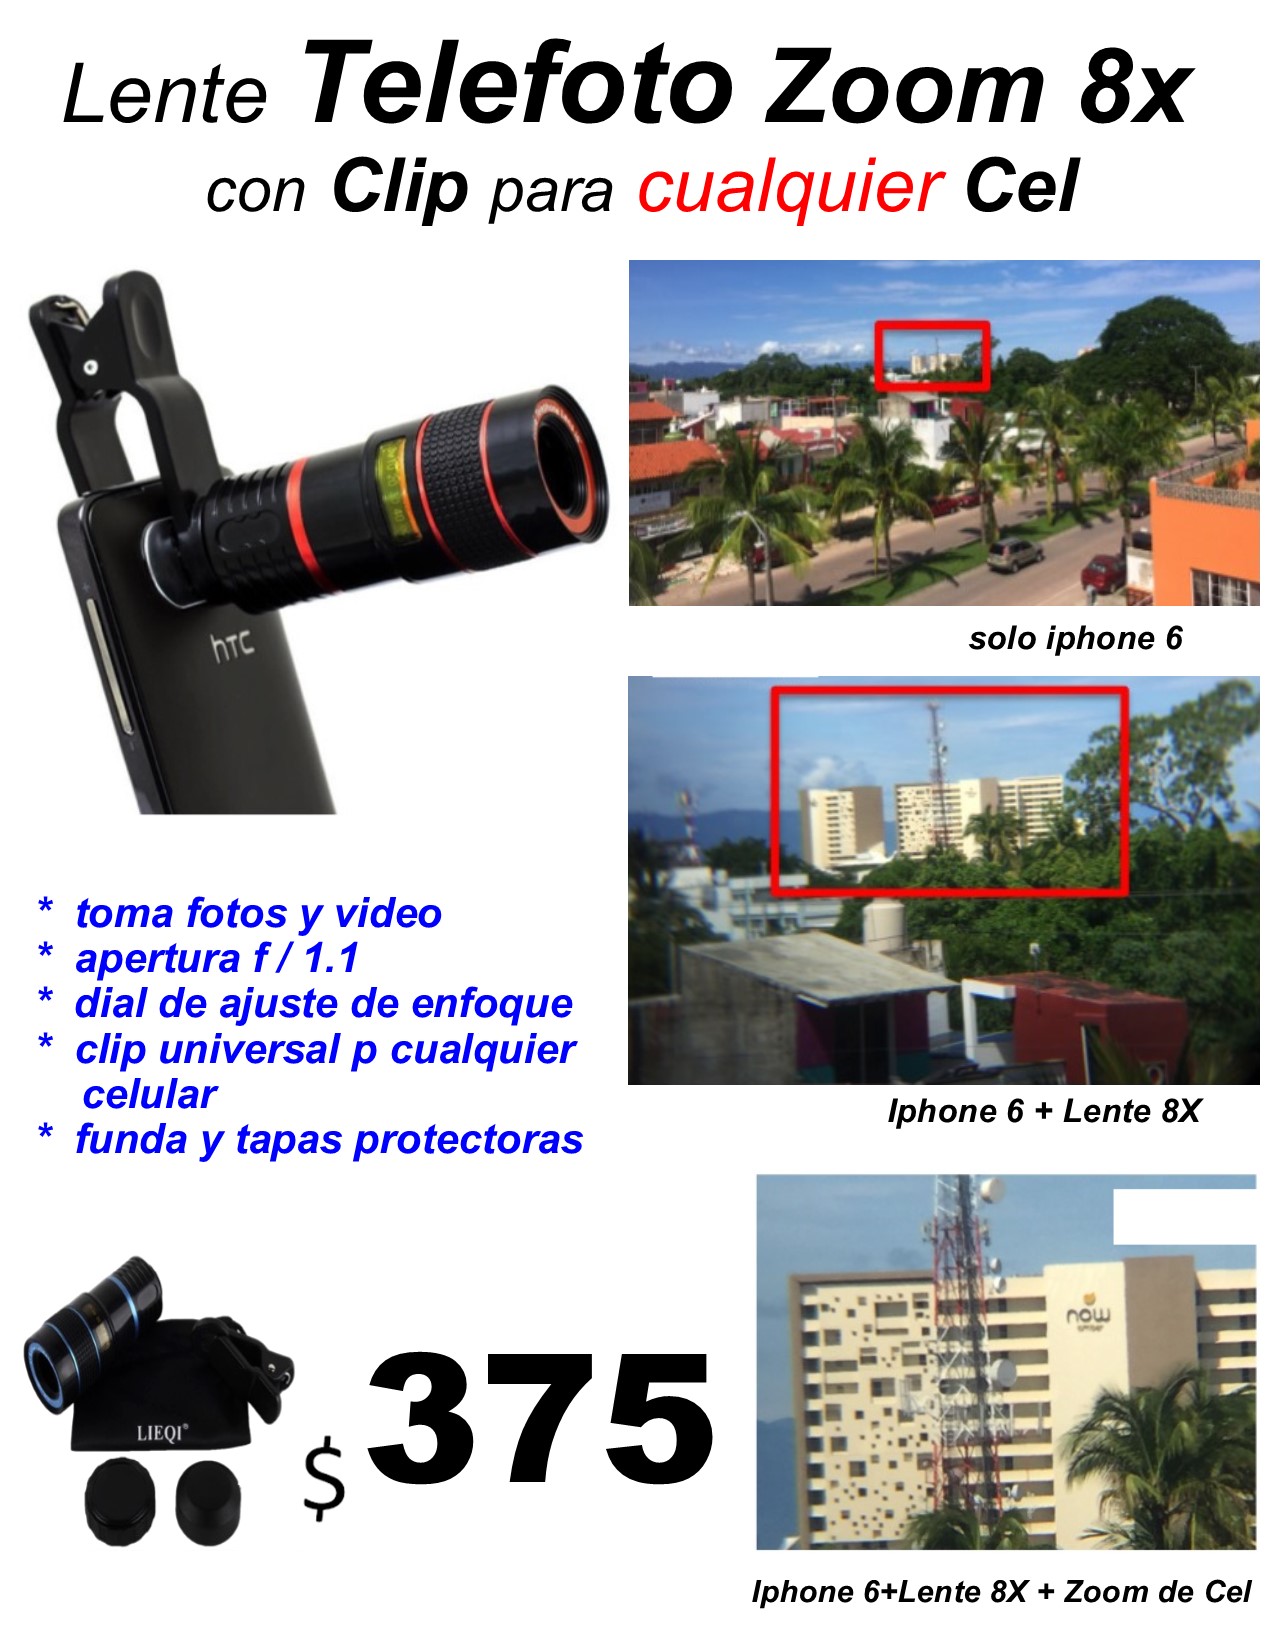 Lente Telefoto Zoom 8x
con Clip para cualquier Cel
hTC
solo iphone 6
Iphone 6 + Lente 8X
* toma fotos y video
* apertura f / 1.1
* dial de ajuste de enfoque
* clip universal p cualquier
celular
* funda y tapas protectoras
LIEQI®
$ 375
now
Iphone 6+Lente 8X + Zoom de Cel